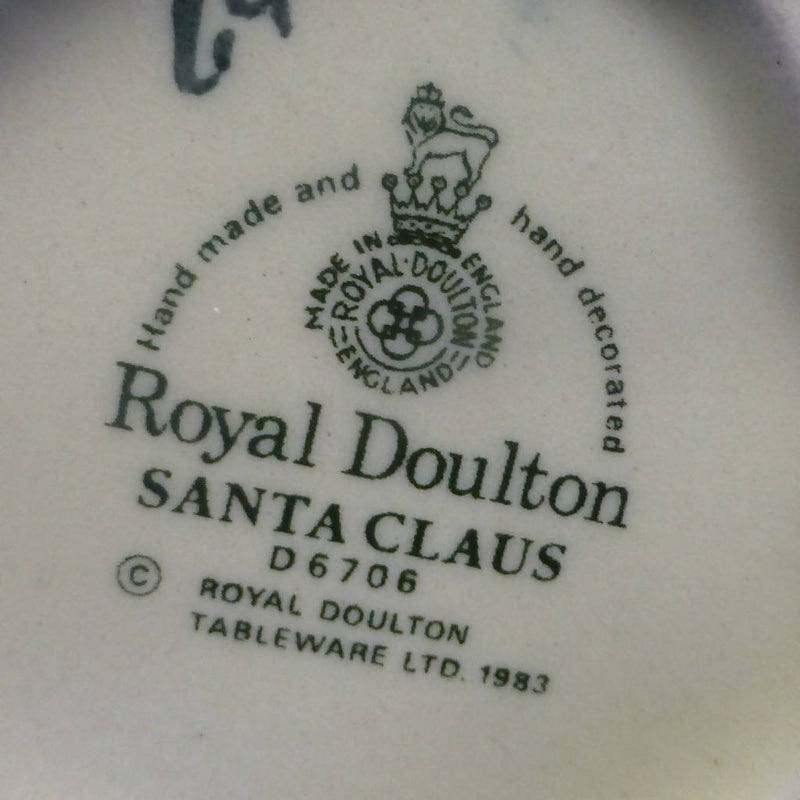 Hand made and hand decorated
MADE IN ENGLAND
ROYAL·DOULTON
ENGLAND
Royal Doulton
SANTA CLAUS
D 6706
© ROYAL DOULTON
TABLEWARE LTD. 1983